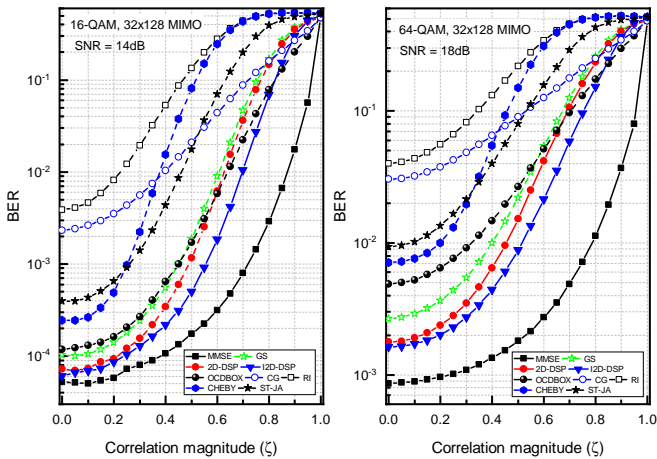 16-QAM, 32x128 MIMO
SNR = 14dB
BER
10⁻¹
10⁻²
10⁻³
10⁻⁴
MMSE GS
2D-DSP I2D-DSP
OCDBOX CG RI
CHEBY ST-JA
0.0 0.2 0.4 0.6 0.8 1.0
Correlation magnitude (ζ)
64-QAM, 32x128 MIMO
SNR = 18dB
BER
10⁻¹
10⁻²
10⁻³
MMSE GS
2D-DSP I2D-DSP
OCDBOX CG RI
CHEBY ST-JA
0.0 0.2 0.4 0.6 0.8 1.0
Correlation magnitude (ζ)